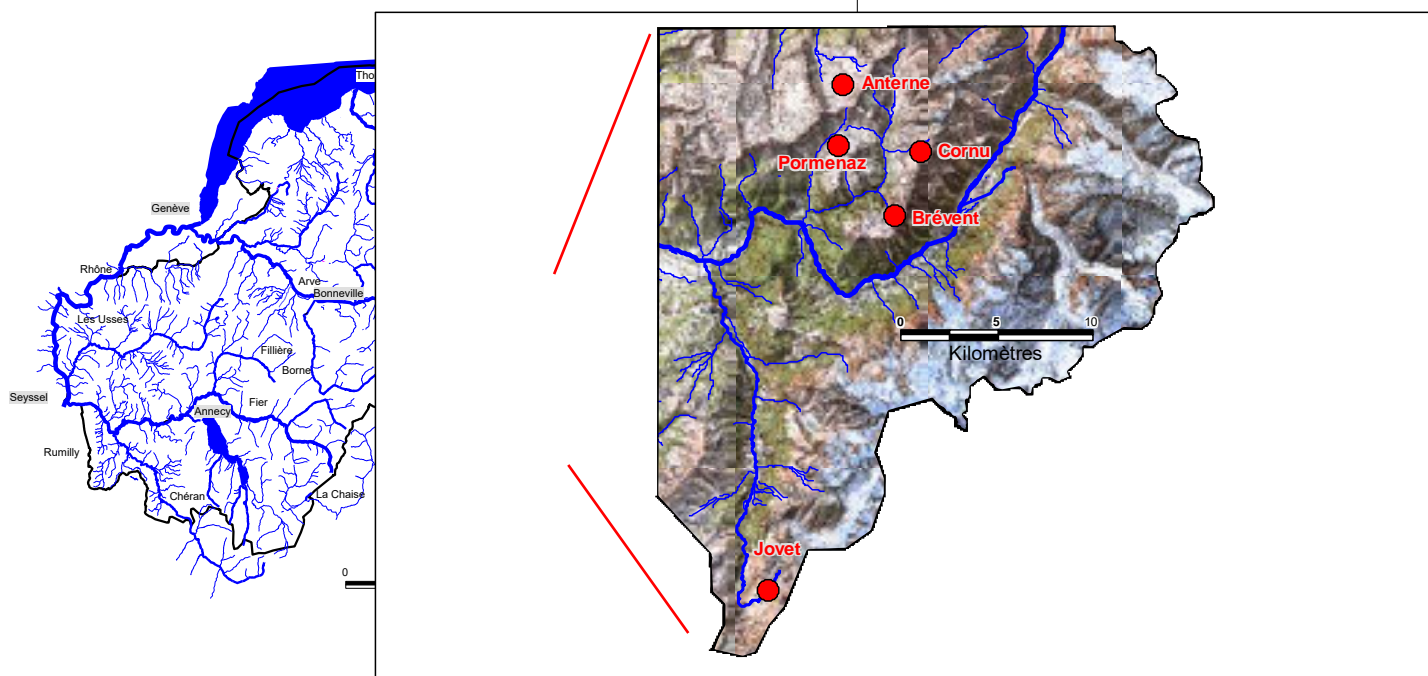 Tho
Genève
Rhône
Arve
Bonneville
Les Usses
Fillière
Borne
Seyssel
Fier
Annecy
Rumilly
Chéran
La Chaise
0
Anterne
Pormenaz
Cornu
Brévent
0 5 10
Kilomètres
Jovet